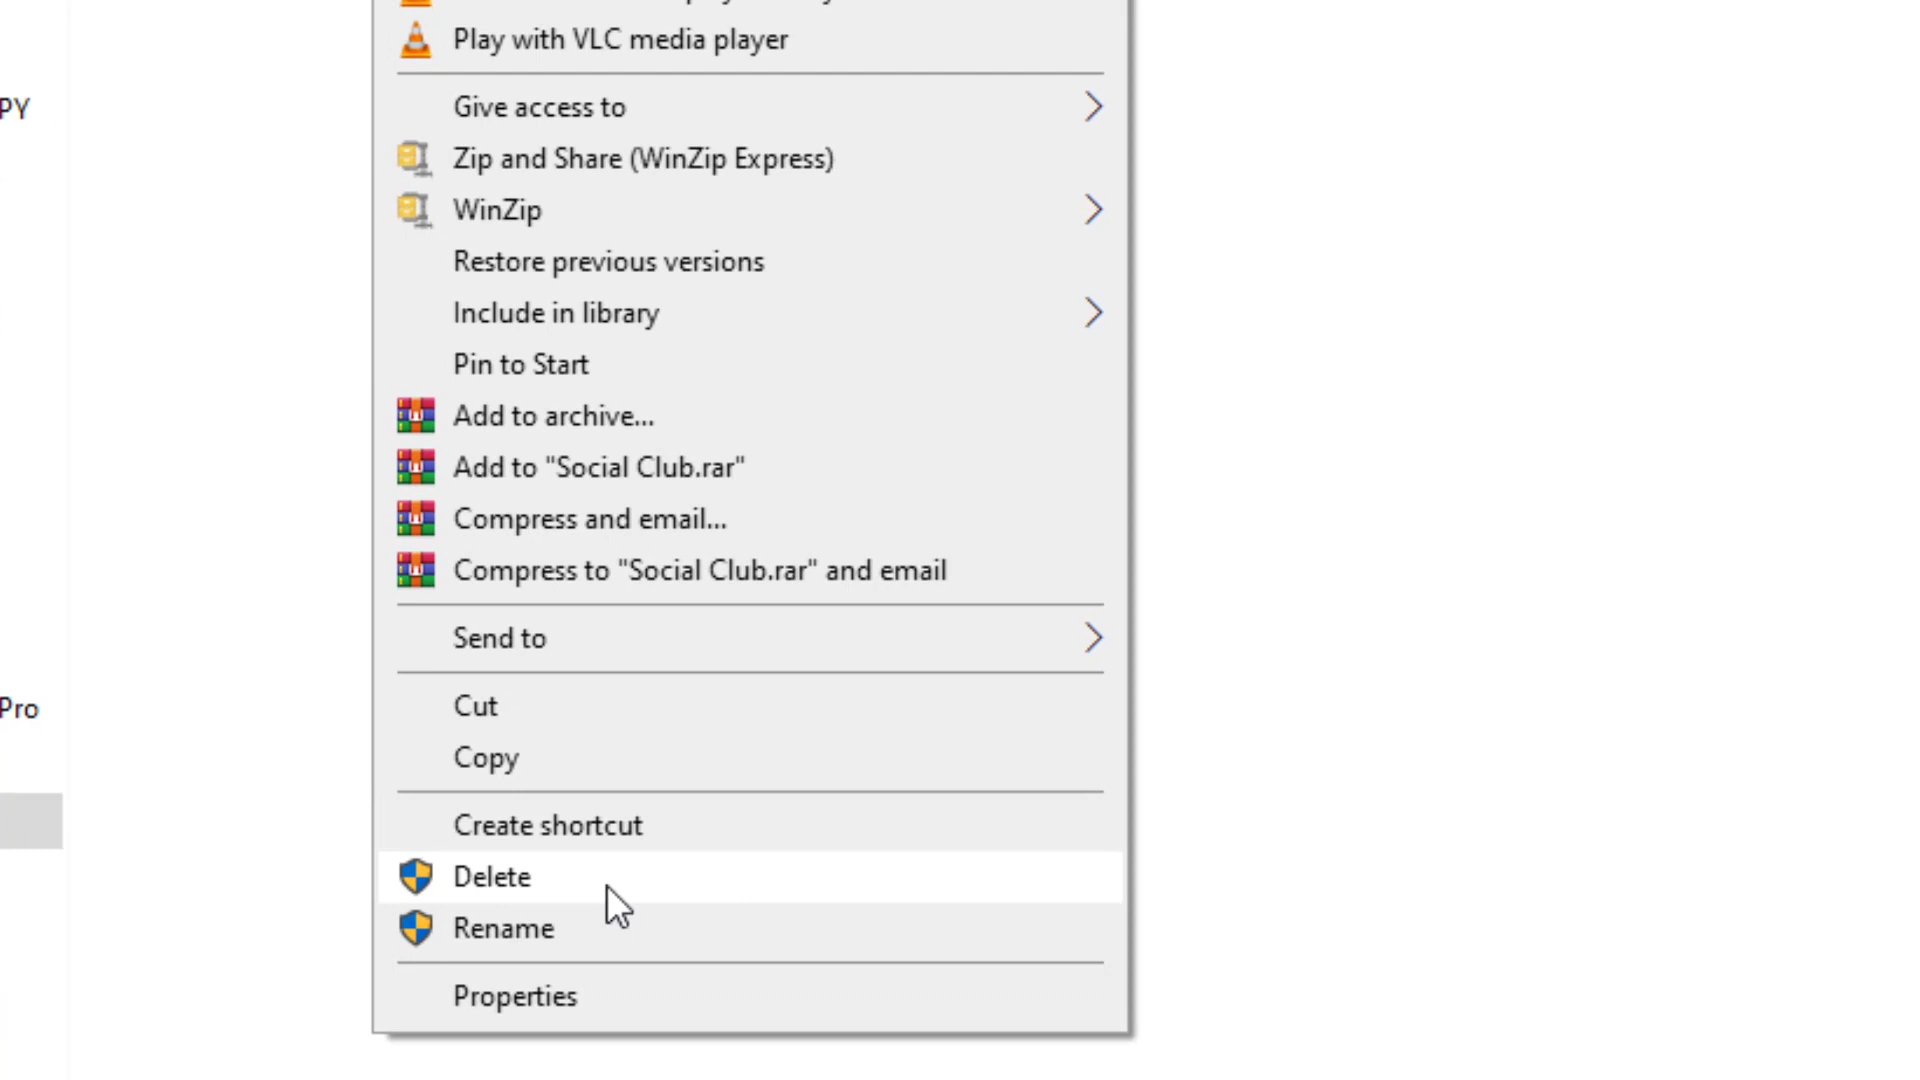 Play with VLC media player
PY
Give access to
Zip and Share (WinZip Express)
WinZip
Restore previous versions
Include in library
Pin to Start
Add to archive...
Add to "Social Club.rar"
Compress and email...
Compress to "Social Club.rar" and email
Send to
Cut
Pro
Copy
Create shortcut
Delete
Rename
Properties